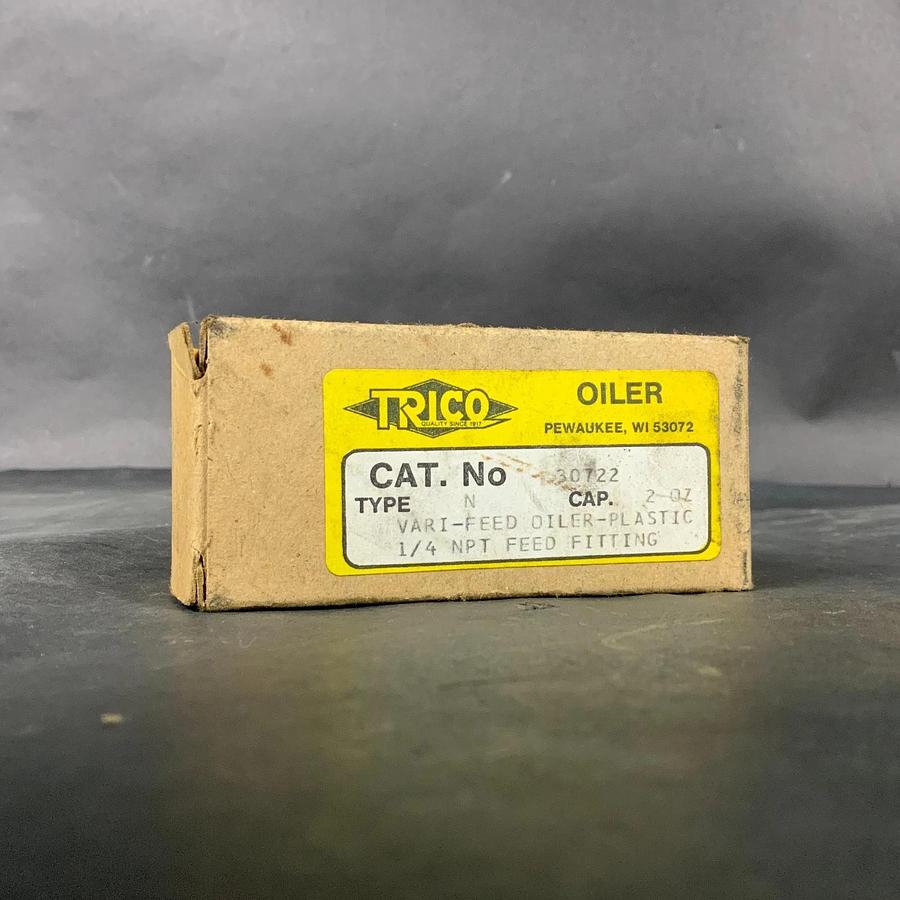 TRICO
QUALITY SINCE 1917
OILER
PEWAUKEE, WI 53072
CAT. No 30722
TYPE N CAP. 2-OZ
VARI-FEED OILER-PLASTIC
1/4 NPT FEED FITTING